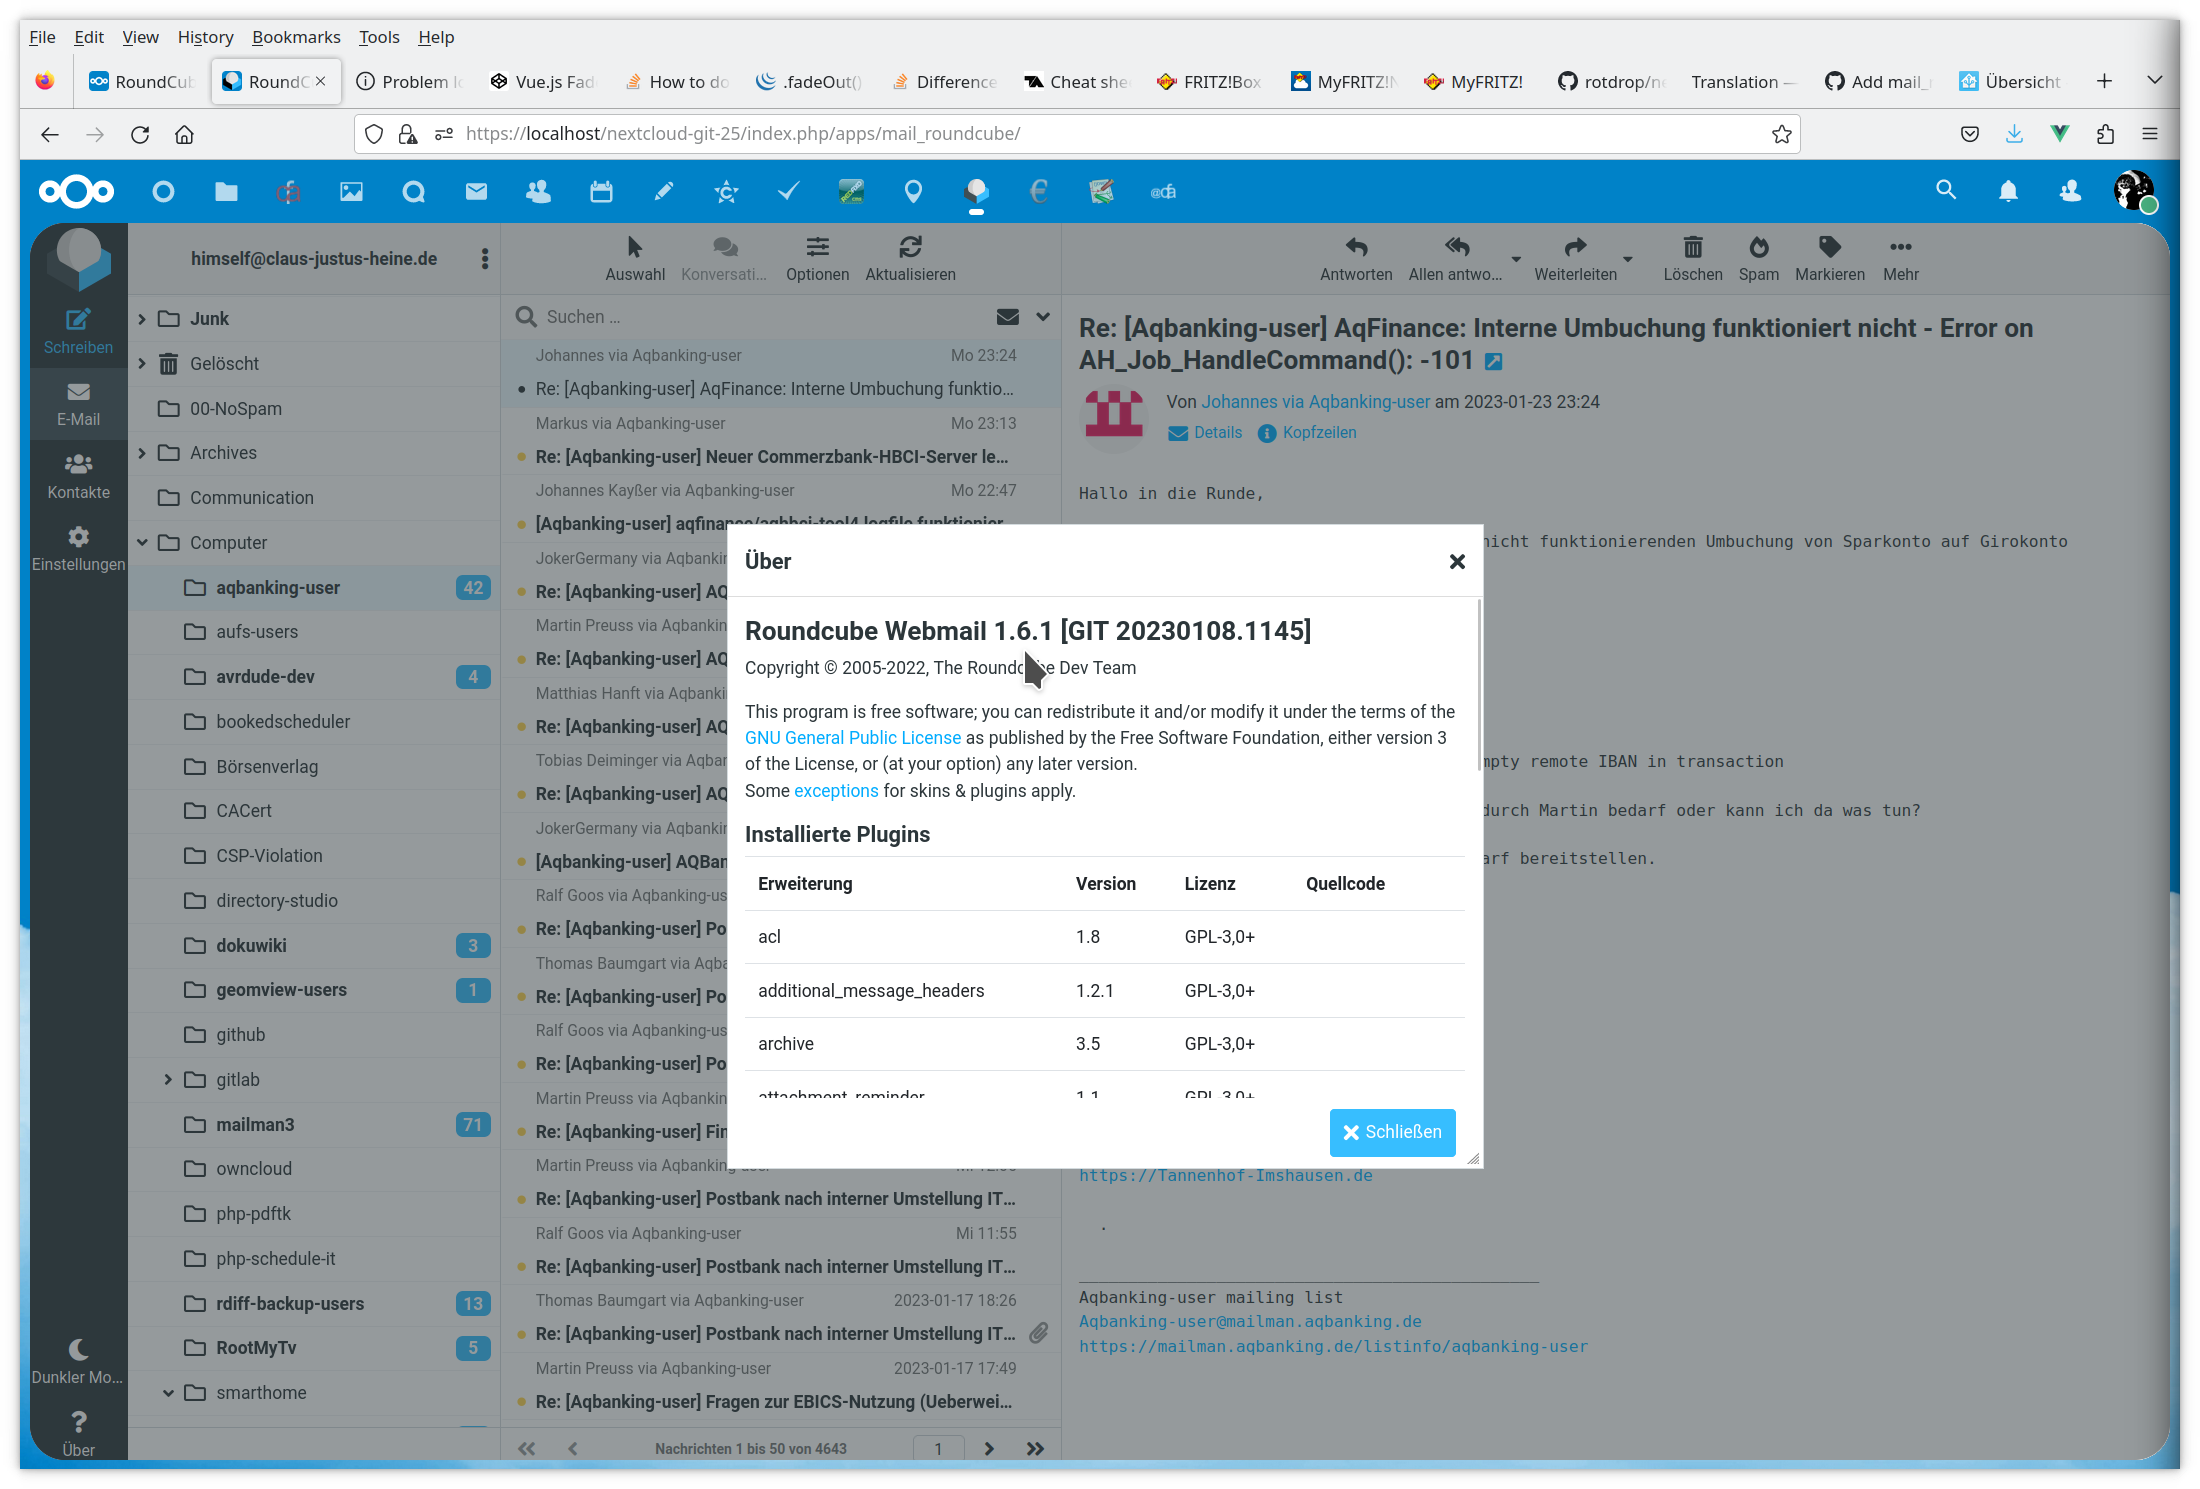 File Edit View History Bookmarks Tools Help
RoundCub RoundC Problem lo Vue.js Fad How to do .fadeOut() Difference Cheat shee FRITZ!Box MyFRITZ!N MyFRITZ! rotdrop/ne Translation — Add mail_r Übersicht
https://localhost/nextcloud-git-25/index.php/apps/mail_roundcube/
himself@claus-justus-heine.de
Schreiben
E-Mail
Kontakte
Einstellungen
Dunkler Mo...
Über
Junk
Gelöscht
00-NoSpam
Archives
Communication
Computer
aqbanking-user 42
aufs-users
avrdude-dev 4
bookedscheduler
Börsenverlag
CACert
CSP-Violation
directory-studio
dokuwiki 3
geomview-users 1
github
gitlab
mailman3 71
owncloud
php-pdftk
php-schedule-it
rdiff-backup-users 13
RootMyTv 5
smarthome
Auswahl Konversati... Optionen Aktualisieren
Suchen ...
Johannes via Aqbanking-user Mo 23:24
Re: [Aqbanking-user] AqFinance: Interne Umbuchung funktio...
Markus via Aqbanking-user Mo 23:13
Re: [Aqbanking-user] Neuer Commerzbank-HBCI-Server le...
Johannes Kayßer via Aqbanking-user Mo 22:47
[Aqbanking-user] aqfinance/aqhbci-tool4 logfile funktionier
JokerGermany via Aqbankin
Re: [Aqbanking-user] AQ
Martin Preuss via Aqbankin
Re: [Aqbanking-user] AQ
Matthias Hanft via Aqbanki
Re: [Aqbanking-user] AQ
Tobias Deiminger via Aqbar
Re: [Aqbanking-user] AQ
JokerGermany via Aqbankir
[Aqbanking-user] AQBar
Ralf Goos via Aqbanking-us
Re: [Aqbanking-user] Po
Thomas Baumgart via Aqba
Re: [Aqbanking-user] Po
Ralf Goos via Aqbanking-us
Re: [Aqbanking-user] Po
Martin Preuss via Aqbankin
Re: [Aqbanking-user] Fin
Martin Preuss via Aqbanking-user
Re: [Aqbanking-user] Postbank nach interner Umstellung IT...
Ralf Goos via Aqbanking-user Mi 11:55
Re: [Aqbanking-user] Postbank nach interner Umstellung IT...
Thomas Baumgart via Aqbanking-user 2023-01-17 18:26
Re: [Aqbanking-user] Postbank nach interner Umstellung IT...
Martin Preuss via Aqbanking-user 2023-01-17 17:49
Re: [Aqbanking-user] Fragen zur EBICS-Nutzung (Ueberwei...
Nachrichten 1 bis 50 von 4643 1
Antworten Allen antwo... Weiterleiten Löschen Spam Markieren Mehr
Re: [Aqbanking-user] AqFinance: Interne Umbuchung funktioniert nicht - Error on
AH_Job_HandleCommand(): -101
Von Johannes via Aqbanking-user am 2023-01-23 23:24
Details Kopfzeilen
Hallo in die Runde,
nicht funktionierenden Umbuchung von Sparkonto auf Girokonto
mpty remote IBAN in transaction
durch Martin bedarf oder kann ich da was tun?
arf bereitstellen.
https://Tannenhof-Imshausen.de
.
Aqbanking-user mailing list
Aqbanking-user@mailman.aqbanking.de
https://mailman.aqbanking.de/listinfo/aqbanking-user
Über
Roundcube Webmail 1.6.1 [GIT 20230108.1145]
Copyright © 2005-2022, The Roundcube Dev Team
This program is free software; you can redistribute it and/or modify it under the terms of the
GNU General Public License as published by the Free Software Foundation, either version 3
of the License, or (at your option) any later version.
Some exceptions for skins & plugins apply.
Installierte Plugins
Erweiterung Version Lizenz Quellcode
acl 1.8 GPL-3,0+
additional_message_headers 1.2.1 GPL-3,0+
archive 3.5 GPL-3,0+
attachment_reminder 1.1 GPL-3,0+
Schließen